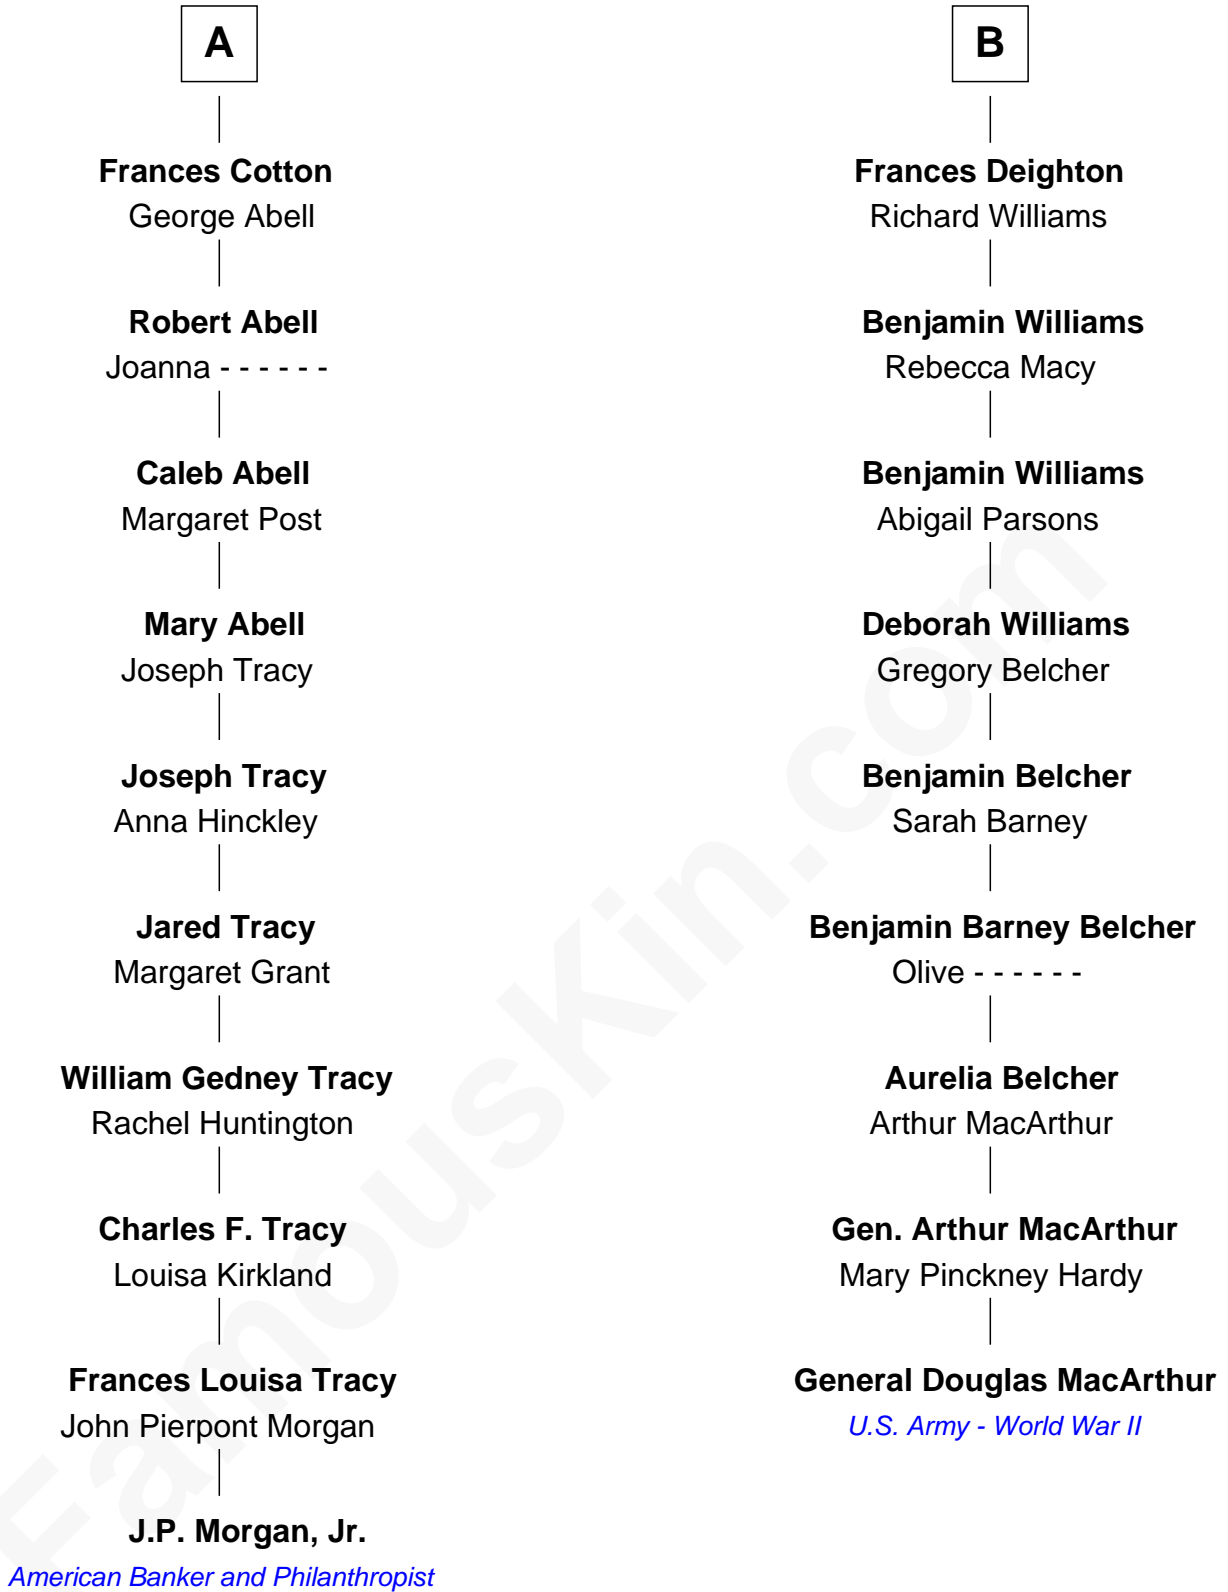 A
Frances Cotton
George Abell
Robert Abell
Joanna - - - - - -
Caleb Abell
Margaret Post
Mary Abell
Joseph Tracy
Joseph Tracy
Anna Hinckley
Jared Tracy
Margaret Grant
William Gedney Tracy
Rachel Huntington
Charles F. Tracy
Louisa Kirkland
Frances Louisa Tracy
John Pierpont Morgan
J.P. Morgan, Jr.
American Banker and Philanthropist
B
Frances Deighton
Richard Williams
Benjamin Williams
Rebecca Macy
Benjamin Williams
Abigail Parsons
Deborah Williams
Gregory Belcher
Benjamin Belcher
Sarah Barney
Benjamin Barney Belcher
Olive - - - - - -
Aurelia Belcher
Arthur MacArthur
Gen. Arthur MacArthur
Mary Pinckney Hardy
General Douglas MacArthur
U.S. Army - World War II
FamousKin.com